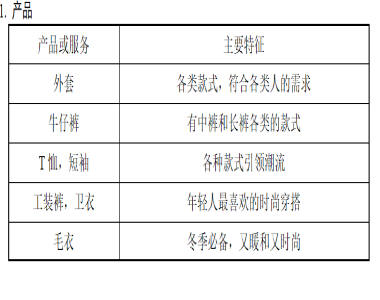 1. 产品
产品或服务 主要特征
外套 各类款式，符合各类人的需求
牛仔裤 有中裤和长裤各类的款式
T 恤，短袖 各种款式引领潮流
工装裤，卫衣 年轻人最喜欢的时尚穿搭
毛衣 冬季必备，又暖和又时尚